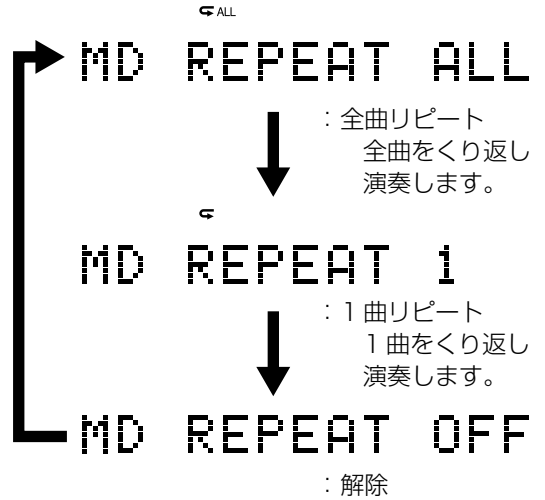 ALL
MD REPEAT ALL
：全曲リピート
全曲をくり返し
演奏します。
MD REPEAT 1
：1曲リピート
1曲をくり返し
演奏します。
MD REPEAT OFF
：解除